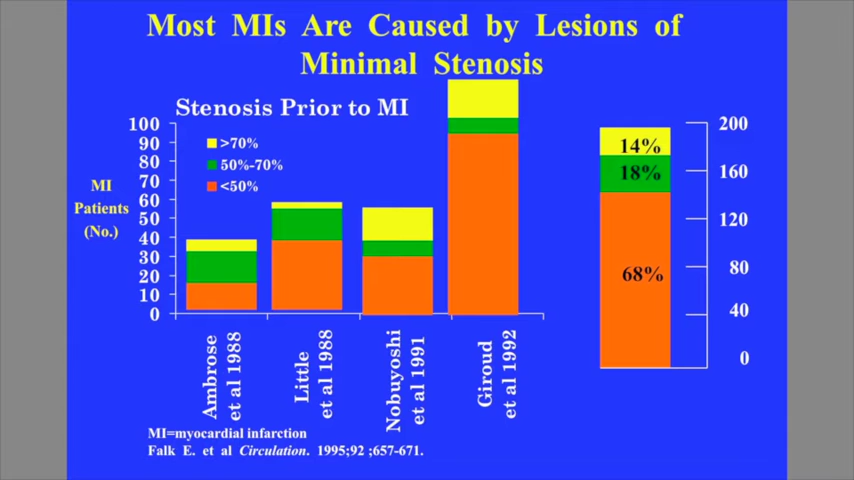 Most MIs Are Caused by Lesions of
Minimal Stenosis
Stenosis Prior to MI
100
90
80
70
60
50
40
30
20
10
0
MI
Patients
(No.)
>70%
50%-70%
<50%
Ambrose
et al 1988
Little
et al 1988
Nobuyoshi
et al 1991
Giroud
et al 1992
14%
18%
68%
200
160
120
80
40
0
MI=myocardial infarction
Falk E. et al Circulation. 1995;92 ;657-671.